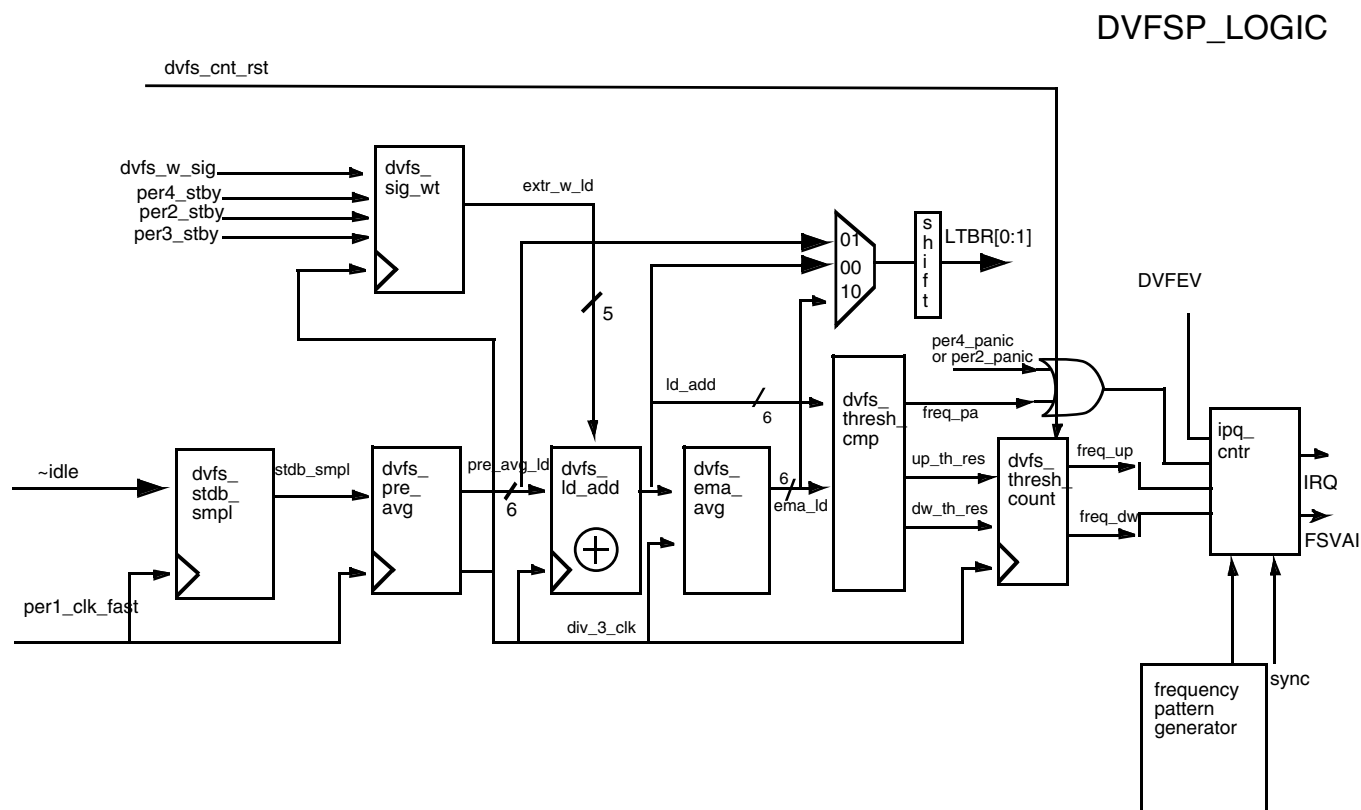 DVFSP_LOGIC
dvfs_cnt_rst
dvfs_w_sig
per4_stby
per2_stby
per3_stby
dvfs_
sig_wt
extr_w_ld
5
01
00
10
s
h
i
f
t
LTBR[0:1]
DVFEV
per4_panic
or per2_panic
ld_add
6
dvfs_
thresh_
cmp
freq_pa
up_th_res
dw_th_res
~idle
dvfs_
stdb_
smpl
stdb_smpl
dvfs_
pre_
avg
pre_avg_ld
6
dvfs_
ld_add
dvfs_
ema_
avg
6
ema_ld
dvfs_
thresh_
count
freq_up
freq_dw
ipq_
cntr
IRQ
FSVAI
per1_clk_fast
div_3_clk
sync
frequency
pattern
generator